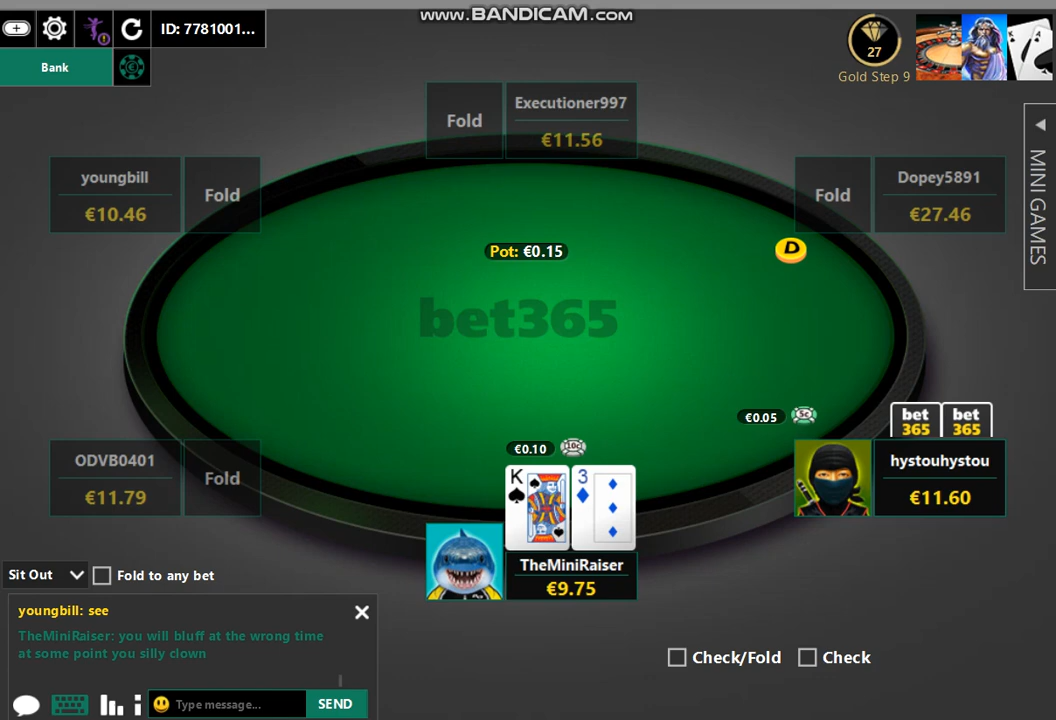 www.BANDICAM.com
ID: 7781001...
Bank
27
Gold Step 9
K
A
MINI GAMES
Fold
Executioner997
€11.56
youngbill
€10.46
Fold
Fold
Dopey5891
€27.46
D
Pot: €0.15
bet365
€0.05
5c
bet
365
bet
365
€0.10
10c
ODVB0401
€11.79
Fold
K
3
hystouhystou
€11.60
TheMiniRaiser
€9.75
Sit Out
Fold to any bet
youngbill: see
TheMiniRaiser: you will bluff at the wrong time
at some point you silly clown
Check/Fold
Check
Type message...
SEND